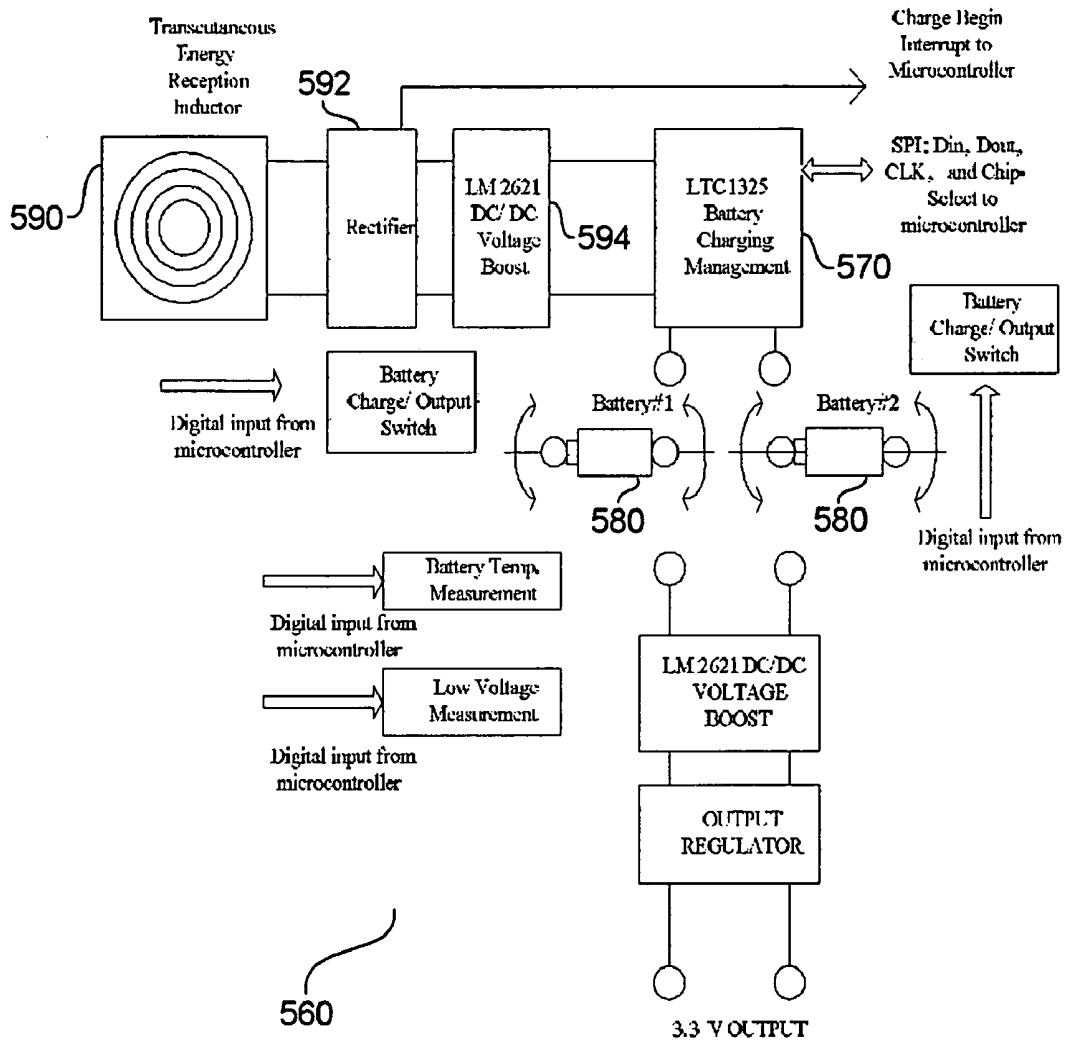 Transcutaneous
Energy
Reception
Inductor
592
Charge Begin
Interrupt to
Microcontroller
590
Rectifier
LM 2621
DC/ DC
Voltage
Boost
594
LTC1325
Battery
Charging
Management
570
SPI: Din, Dout,
CLK, and Chip-
Select to
microcontroller
Battery
Charge/ Output
Switch
Digital input from
microcontroller
Battery
Charge/ Output
Switch
Battery#1
580
Battery#2
580
Digital input from
microcontroller
Battery Temp.
Measurement
Digital input from
microcontroller
Low Voltage
Measurement
Digital input from
microcontroller
LM 2621 DC/DC
VOLTAGE
BOOST
OUTPUT
REGULATOR
560
3.3 V OUTPUT